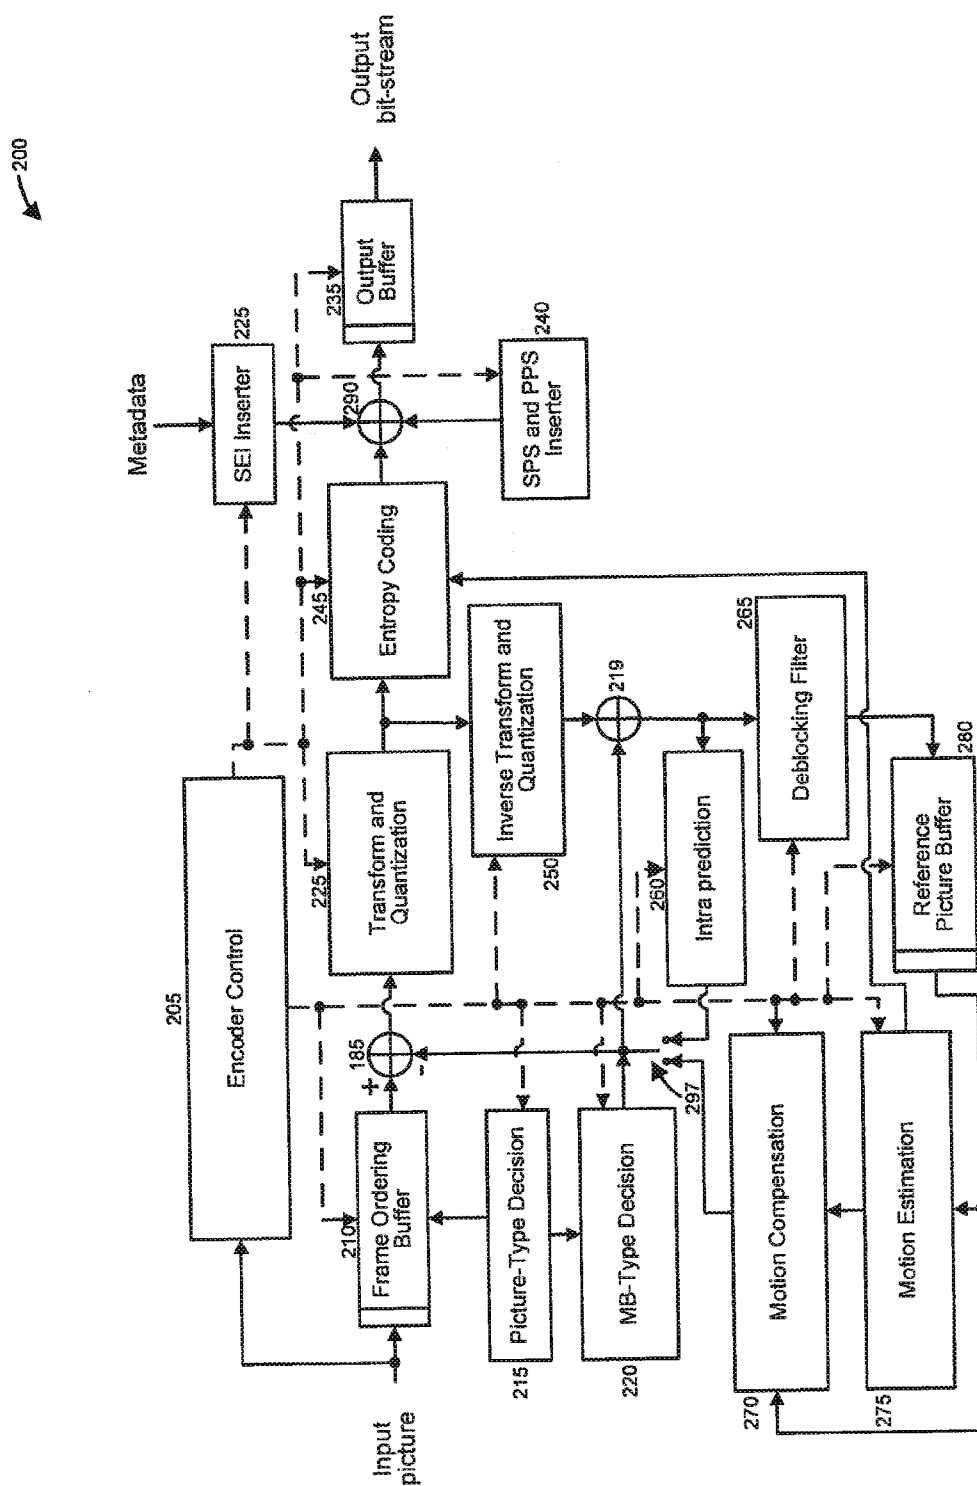 200
Metadata
Output
bit-stream
Encoder Control
205
SEI Inserter
225
Input
picture
Frame Ordering
Buffer
210
+
-
185
Transform and
Quantization
225
Entropy Coding
245
290
Output
Buffer
235
Picture-Type Decision
215
Inverse Transform and
Quantization
250
SPS and PPS
Inserter
240
MB-Type Decision
220
219
297
Intra prediction
260
Motion Compensation
270
Deblocking Filter
265
Motion Estimation
275
Reference
Picture Buffer
280